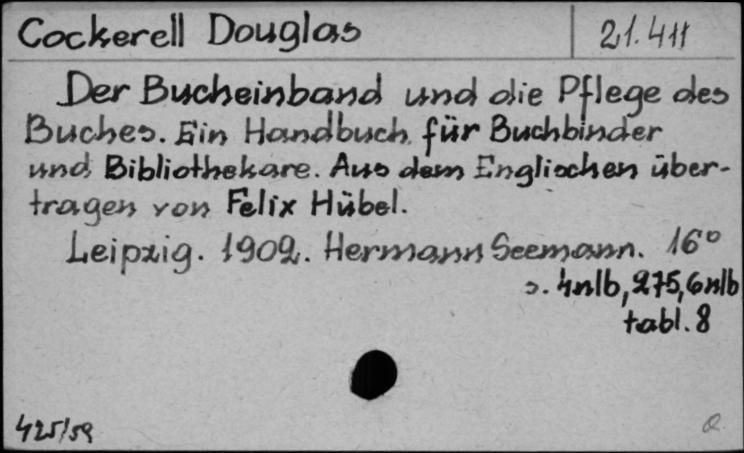 Cockerell Douglas 21.411
Der Bucheinband und die Pflege des
Buches. Ein Handbuch für Buchbinder
und Bibliothekare. Aus dem Englischen über-
tragen von Felix Hübel.
Leipzig. 1902. Hermann Seemann. 16°
s. 4nlb, 275, 6nlb
tabl. 8
425/59